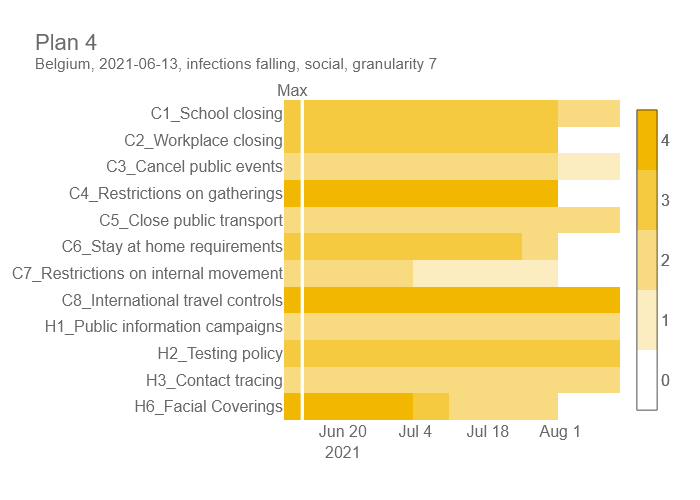 Plan 4
Belgium, 2021-06-13, infections falling, social, granularity 7
Max
C1_School closing
C2_Workplace closing
C3_Cancel public events
C4_Restrictions on gatherings
C5_Close public transport
C6_Stay at home requirements
C7_Restrictions on internal movement
C8_International travel controls
H1_Public information campaigns
H2_Testing policy
H3_Contact tracing
H6_Facial Coverings
Jun 20 Jul 4 Jul 18 Aug 1
2021
4
3
2
1
0